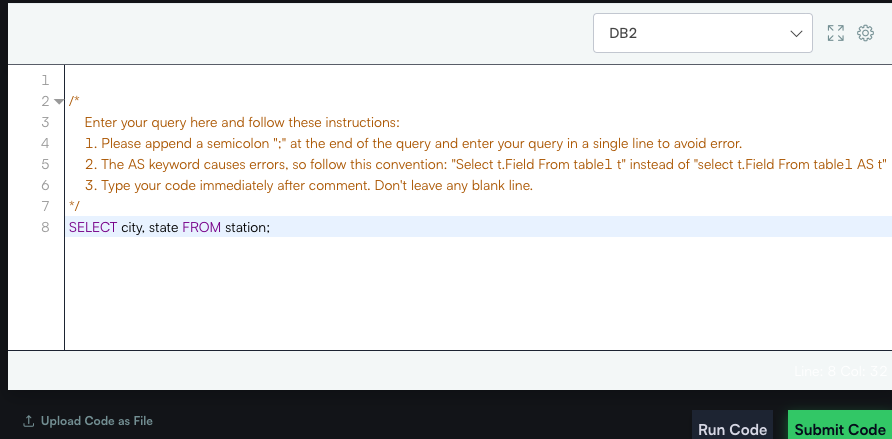 DB2
1
2 /*
3 Enter your query here and follow these instructions:
4 1. Please append a semicolon ";" at the end of the query and enter your query in a single line to avoid error.
5 2. The AS keyword causes errors, so follow this convention: "Select t.Field From table1 t" instead of "select t.Field From table1 AS t"
6 3. Type your code immediately after comment. Don't leave any blank line.
7 */
8 SELECT city, state FROM station;
Line: 8 Col: 32
Upload Code as File
Run Code
Submit Code